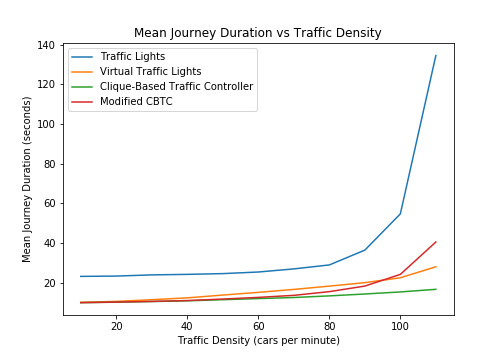 Mean Journey Duration vs Traffic Density
140
120
100
80
60
40
20
Mean Journey Duration (seconds)
Traffic Lights
Virtual Traffic Lights
Clique-Based Traffic Controller
Modified CBTC
20 40 60 80 100
Traffic Density (cars per minute)